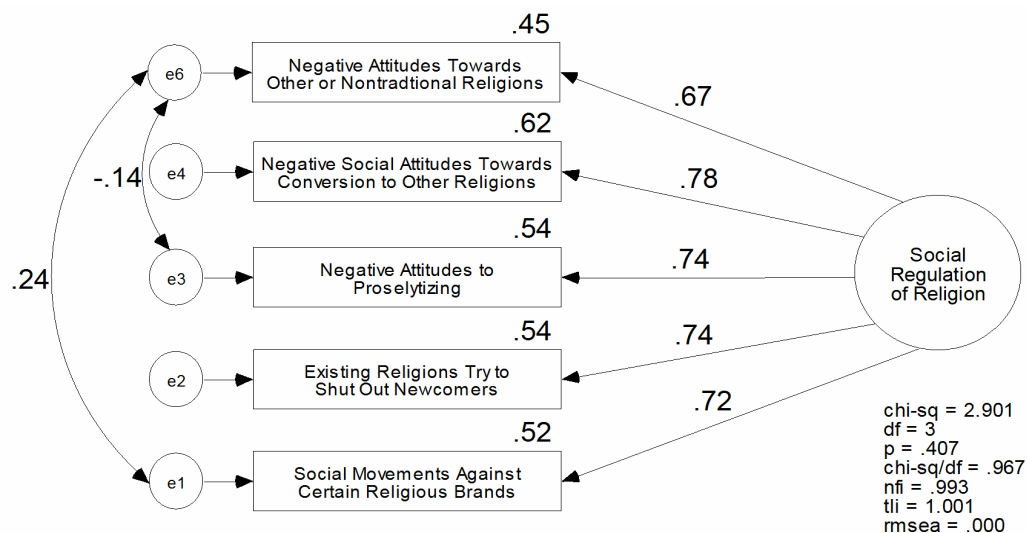 .45
e6
Negative Attitudes Towards
Other or Nontradtional Religions
.67
.62
e4
Negative Social Attitudes Towards
Conversion to Other Religions
.78
-.14
.54
e3
Negative Attitudes to
Proselytizing
.74
Social
Regulation
of Religion
.24
.54
e2
Existing Religions Try to
Shut Out Newcomers
.74
.52
e1
Social Movements Against
Certain Religious Brands
.72
chi-sq = 2.901
df = 3
p = .407
chi-sq/df = .967
nfi = .993
tli = 1.001
rmsea = .000